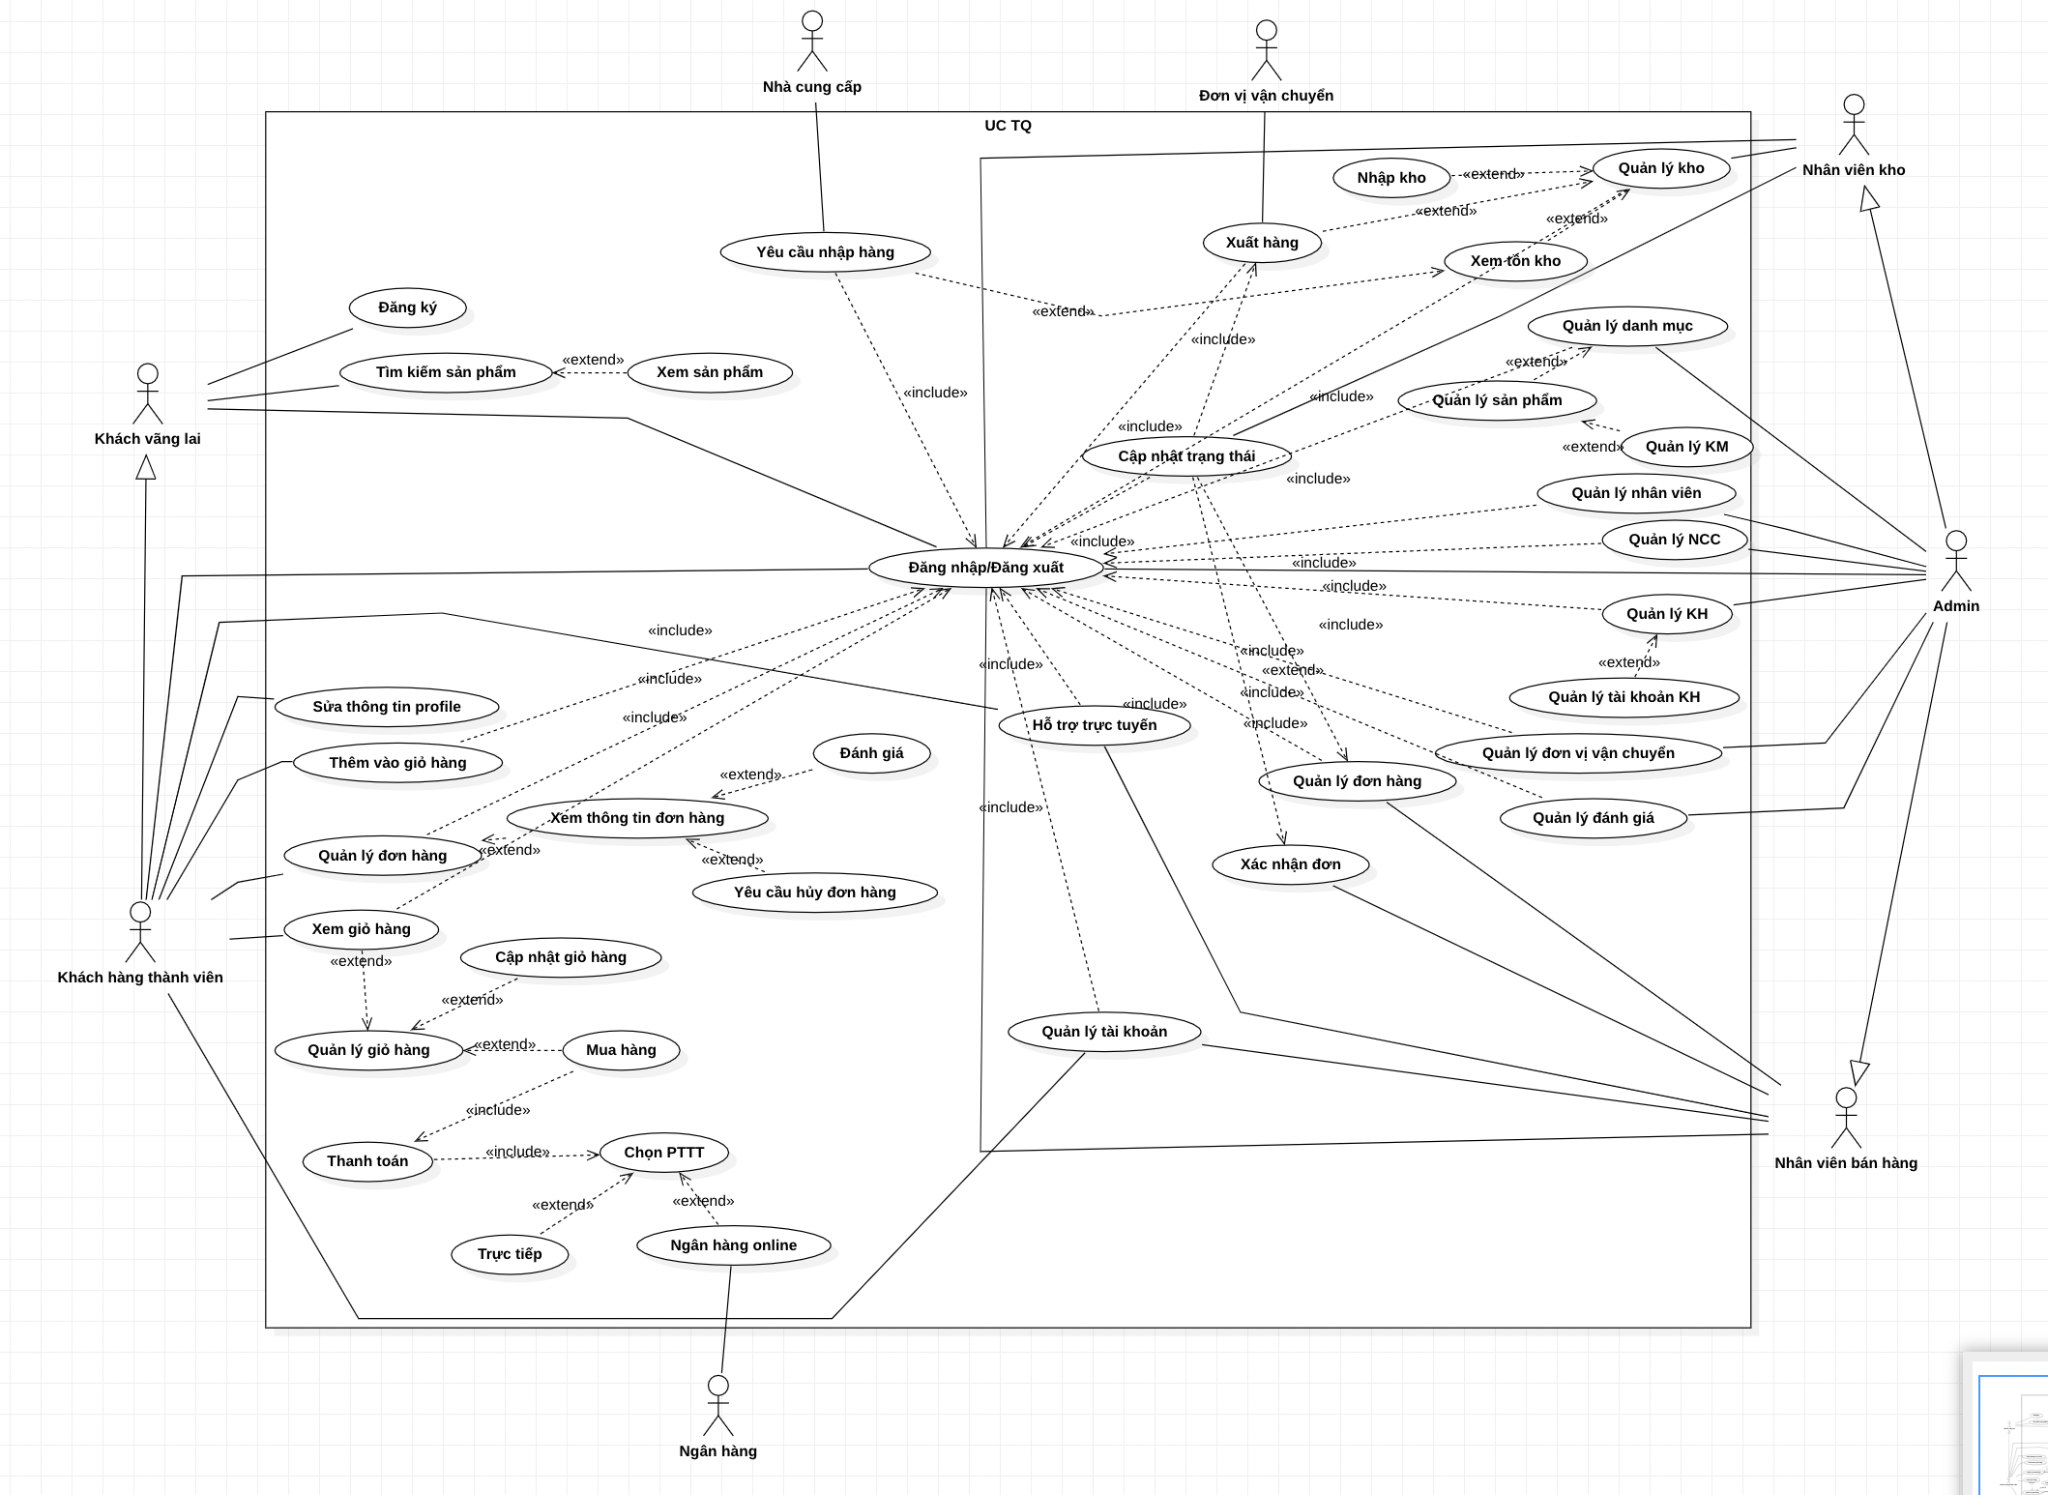 Nhà cung cấp
Đơn vị vận chuyển
UC TQ
Nhân viên kho
Nhập kho
«extend»
Quản lý kho
«extend»
«extend»
Xuất hàng
Yêu cầu nhập hàng
Xem tồn kho
Đăng ký
«extend»
Quản lý danh mục
«include»
«extend»
Tìm kiếm sản phẩm
Xem sản phẩm
«extend»
«include»
«include»
Quản lý sản phẩm
Khách vãng lai
«include»
«extend»
Quản lý KM
Cập nhật trạng thái
«include»
Quản lý nhân viên
«include»
Quản lý NCC
Đăng nhập/Đăng xuất
«include»
«include»
Admin
Quản lý KH
«include»
«include»
«include»
«include»
«extend»
«extend»
«include»
«include»
Quản lý tài khoản KH
Sửa thông tin profile
«include»
«include»
«include»
Hỗ trợ trực tuyến
Thêm vào giỏ hàng
Đánh giá
Quản lý đơn vị vận chuyển
«extend»
Quản lý đơn hàng
«include»
Xem thông tin đơn hàng
Quản lý đánh giá
Quản lý đơn hàng
«extend»
«extend»
Xác nhận đơn
Yêu cầu hủy đơn hàng
Xem giỏ hàng
«extend»
Cập nhật giỏ hàng
Khách hàng thành viên
«extend»
Quản lý tài khoản
Quản lý giỏ hàng
«extend»
Mua hàng
«include»
Thanh toán
«include»
Chọn PTTT
Nhân viên bán hàng
«extend»
«extend»
Trực tiếp
Ngân hàng online
Ngân hàng